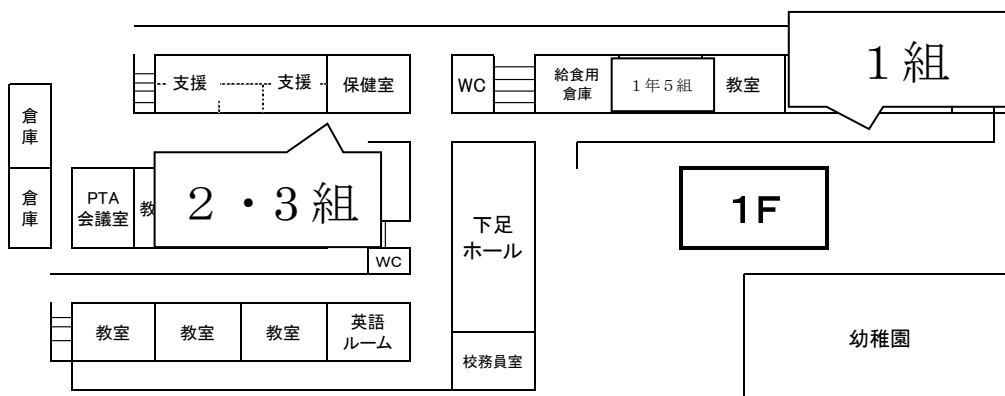 1組
支援
支援
保健室
WC
給食用
倉庫
1年5組
教室
倉
庫
倉
庫
PTA
会議室
教
2・3組
WC
下足
ホール
1F
教室
教室
教室
英語
ルーム
校務員室
幼稚園